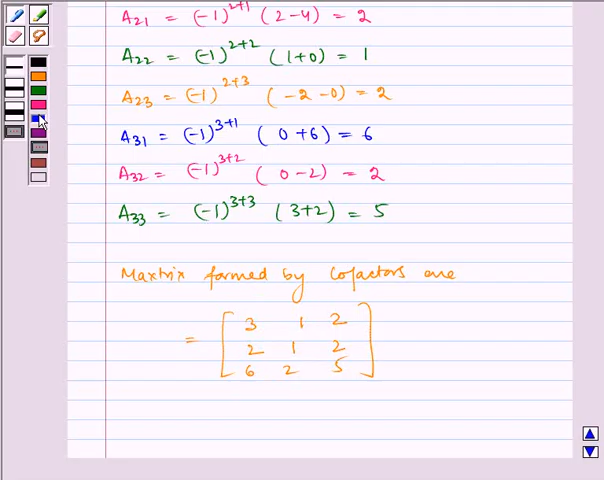 A₂₁ = (-1)²⁺¹ (2-4) = 2
A₂₂ = (-1)²⁺² (1+0) = 1
A₂₃ = (-1)²⁺³ (-2-0) = 2
A₃₁ = (-1)³⁺¹ (0+6) = 6
A₃₂ = (-1)³⁺² (0-2) = 2
A₃₃ = (-1)³⁺³ (3+2) = 5
Maxtrix formed by Cofactors are
= [ 3 1 2
2 1 2
6 2 5 ]